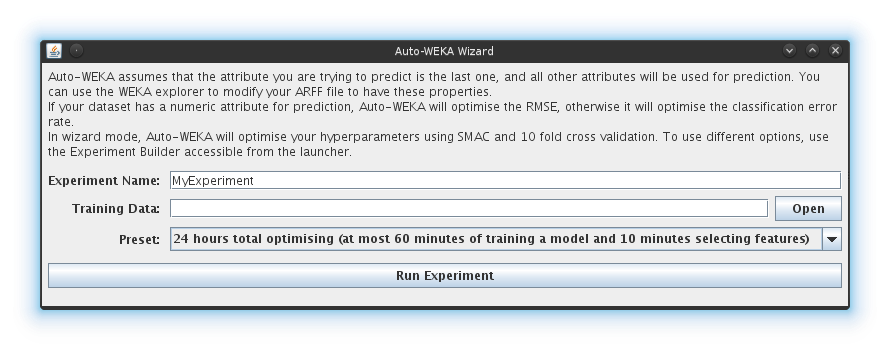 Auto-WEKA Wizard
Auto-WEKA assumes that the attribute you are trying to predict is the last one, and all other attributes will be used for prediction. You
can use the WEKA explorer to modify your ARFF file to have these properties.
If your dataset has a numeric attribute for prediction, Auto-WEKA will optimise the RMSE, otherwise it will optimise the classification error
rate.
In wizard mode, Auto-WEKA will optimise your hyperparameters using SMAC and 10 fold cross validation. To use different options, use
the Experiment Builder accessible from the launcher.
Experiment Name: MyExperiment
Training Data: Open
Preset: 24 hours total optimising (at most 60 minutes of training a model and 10 minutes selecting features)
Run Experiment